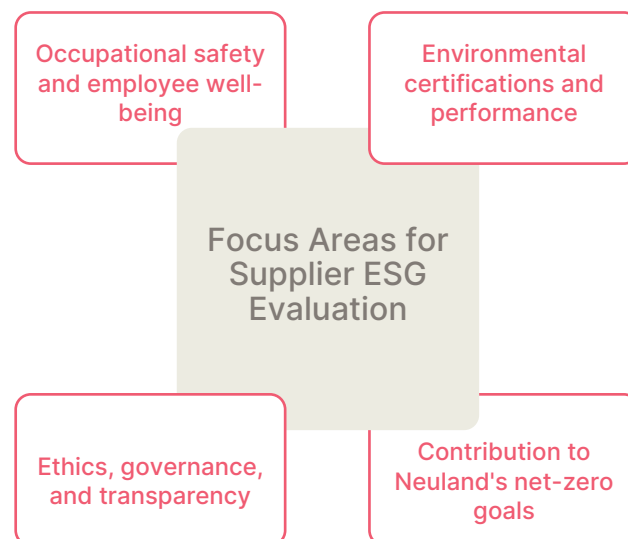 Occupational safety
and employee well-
being
Environmental
certifications and
performance
Focus Areas for
Supplier ESG
Evaluation
Ethics, governance,
and transparency
Contribution to
Neuland's net-zero
goals